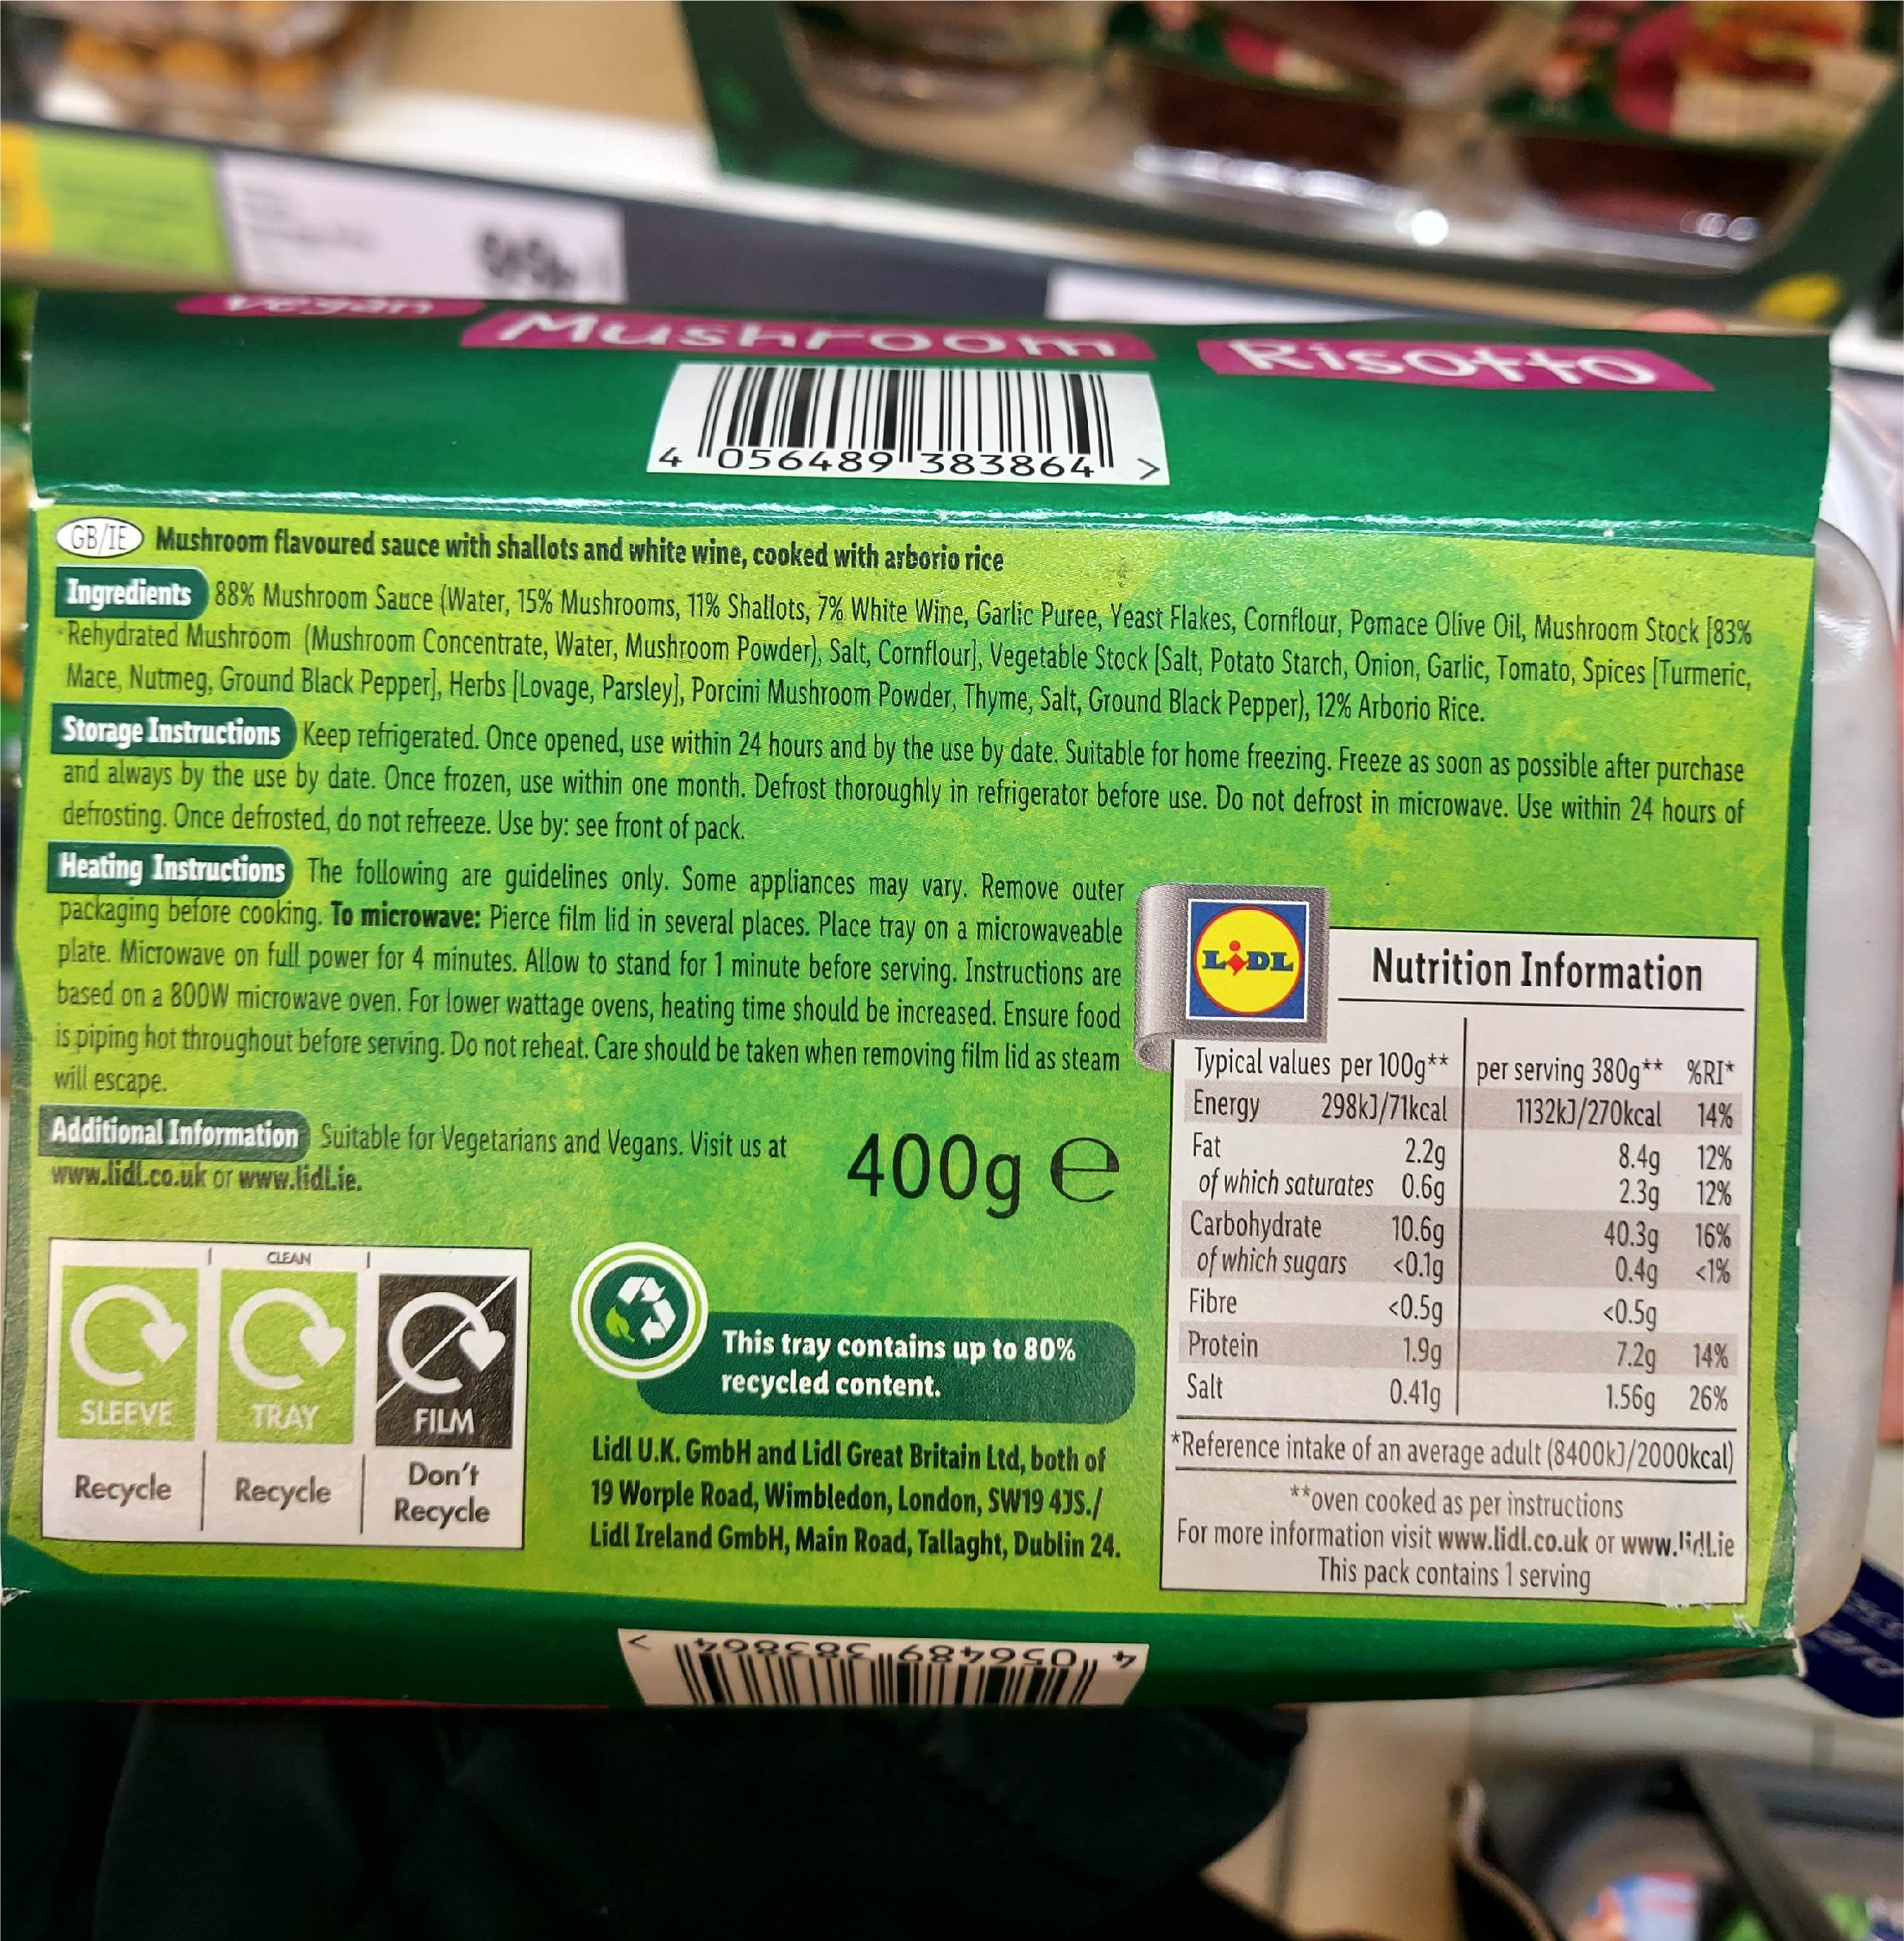 99p
Vegan
Mushroom
Risotto
4 056489 383864 >
GB/IE Mushroom flavoured sauce with shallots and white wine, cooked with arborio rice
Ingredients 88% Mushroom Sauce (Water, 15% Mushrooms, 11% Shallots, 7% White Wine, Garlic Puree, Yeast Flakes, Cornflour, Pomace Olive Oil, Mushroom Stock [83%
Rehydrated Mushroom (Mushroom Concentrate, Water, Mushroom Powder), Salt, Cornflour], Vegetable Stock [Salt, Potato Starch, Onion, Garlic, Tomato, Spices [Turmeric,
Mace, Nutmeg, Ground Black Pepper], Herbs [Lovage, Parsley], Porcini Mushroom Powder, Thyme, Salt, Ground Black Pepper), 12% Arborio Rice.
Storage Instructions Keep refrigerated. Once opened, use within 24 hours and by the use by date. Suitable for home freezing. Freeze as soon as possible after purchase
and always by the use by date. Once frozen, use within one month. Defrost thoroughly in refrigerator before use. Do not defrost in microwave. Use within 24 hours of
defrosting. Once defrosted, do not refreeze. Use by: see front of pack.
Heating Instructions The following are guidelines only. Some appliances may vary. Remove outer
packaging before cooking. To microwave: Pierce film lid in several places. Place tray on a microwaveable
plate. Microwave on full power for 4 minutes. Allow to stand for 1 minute before serving. Instructions are
based on a 800W microwave oven. For lower wattage ovens, heating time should be increased. Ensure food
is piping hot throughout before serving. Do not reheat. Care should be taken when removing film lid as steam
will escape.
Additional Information Suitable for Vegetarians and Vegans. Visit us at
www.lidl.co.uk or www.lidl.ie.
400g e
CLEAN
SLEEVE
TRAY
FILM
Recycle
Recycle
Don't
Recycle
This tray contains up to 80%
recycled content.
Lidl U.K. GmbH and Lidl Great Britain Ltd, both of
19 Worple Road, Wimbledon, London, SW19 4JS./
Lidl Ireland GmbH, Main Road, Tallaght, Dublin 24.
LIDL
Nutrition Information
Typical values per 100g** per serving 380g** %RI*
Energy 298kJ/71kcal 1132kJ/270kcal 14%
Fat 2.2g 8.4g 12%
of which saturates 0.6g 2.3g 12%
Carbohydrate 10.6g 40.3g 16%
of which sugars <0.1g 0.4g <1%
Fibre <0.5g <0.5g
Protein 1.9g 7.2g 14%
Salt 0.41g 1.56g 26%
*Reference intake of an average adult (8400kJ/2000kcal)
**oven cooked as per instructions
For more information visit www.lidl.co.uk or www.lidl.ie
This pack contains 1 serving
4 056489 383864 >